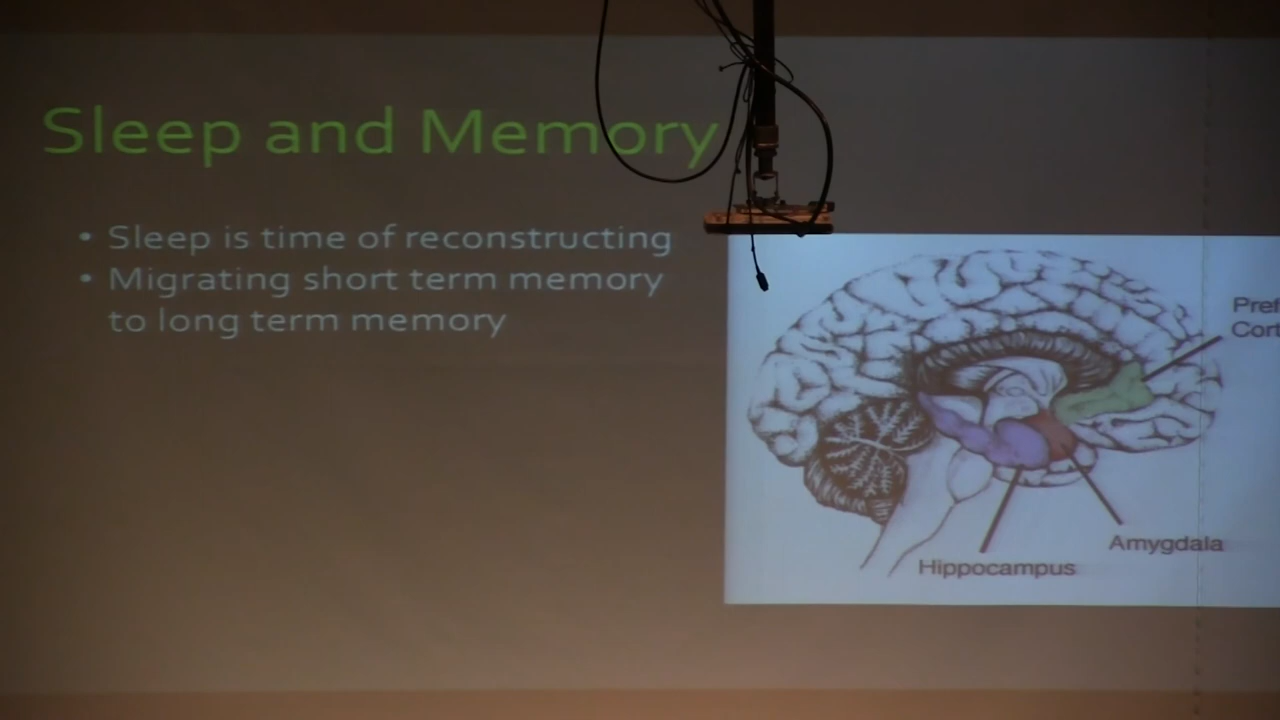 Sleep and Memory
• Sleep is time of reconstructing
• Migrating short term memory
to long term memory
Hippocampus
Amygdala